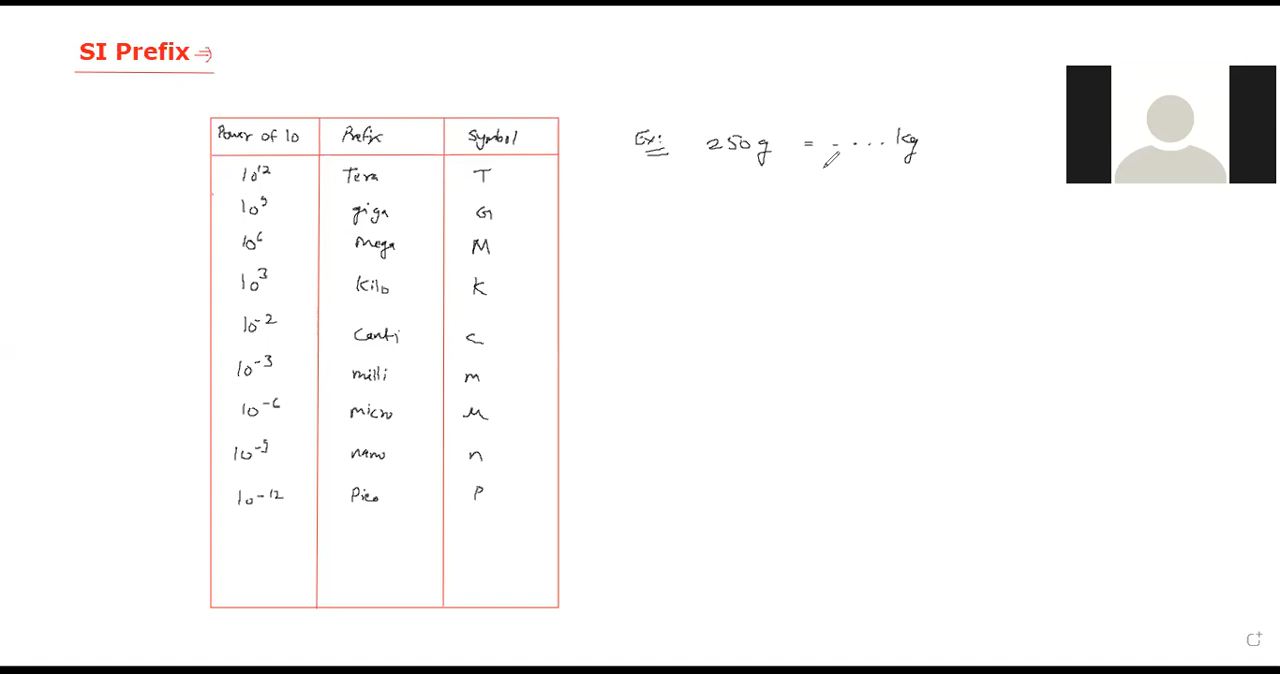 SI Prefix ⇒
Power of 10 Prefix Symbol
10¹² Tera T
10⁹ giga G
10⁶ Mega M
10³ Kilo K
10⁻² Centi c
10⁻³ milli m
10⁻⁶ micro μ
10⁻⁹ nano n
10⁻¹² Pico P
Ex: 250g = .... kg